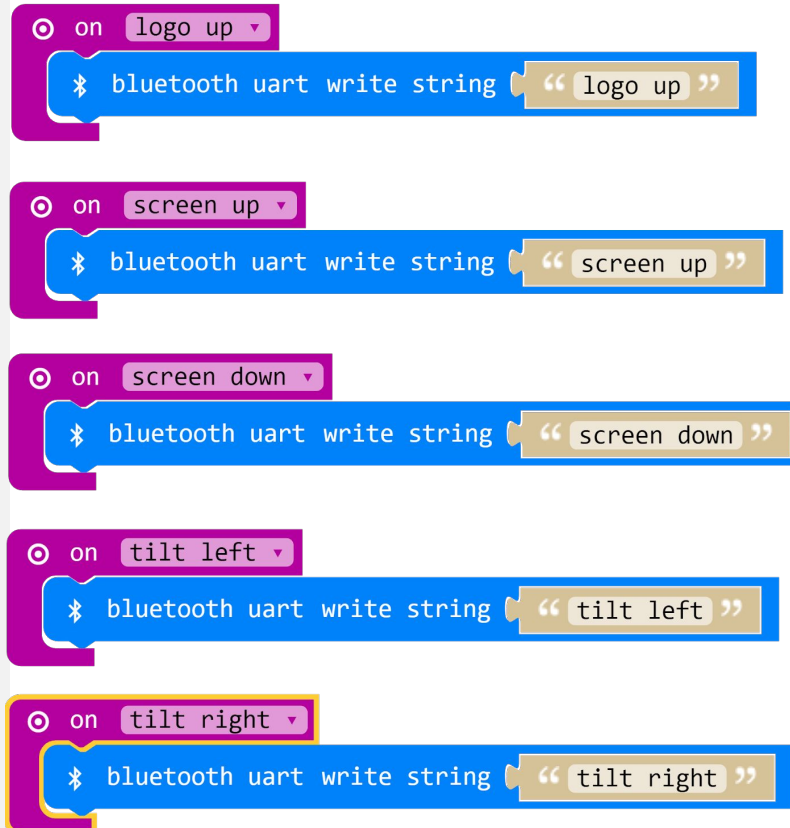 on logo up
bluetooth uart write string “ logo up ”
on screen up
bluetooth uart write string “ screen up ”
on screen down
bluetooth uart write string “ screen down ”
on tilt left
bluetooth uart write string “ tilt left ”
on tilt right
bluetooth uart write string “ tilt right ”